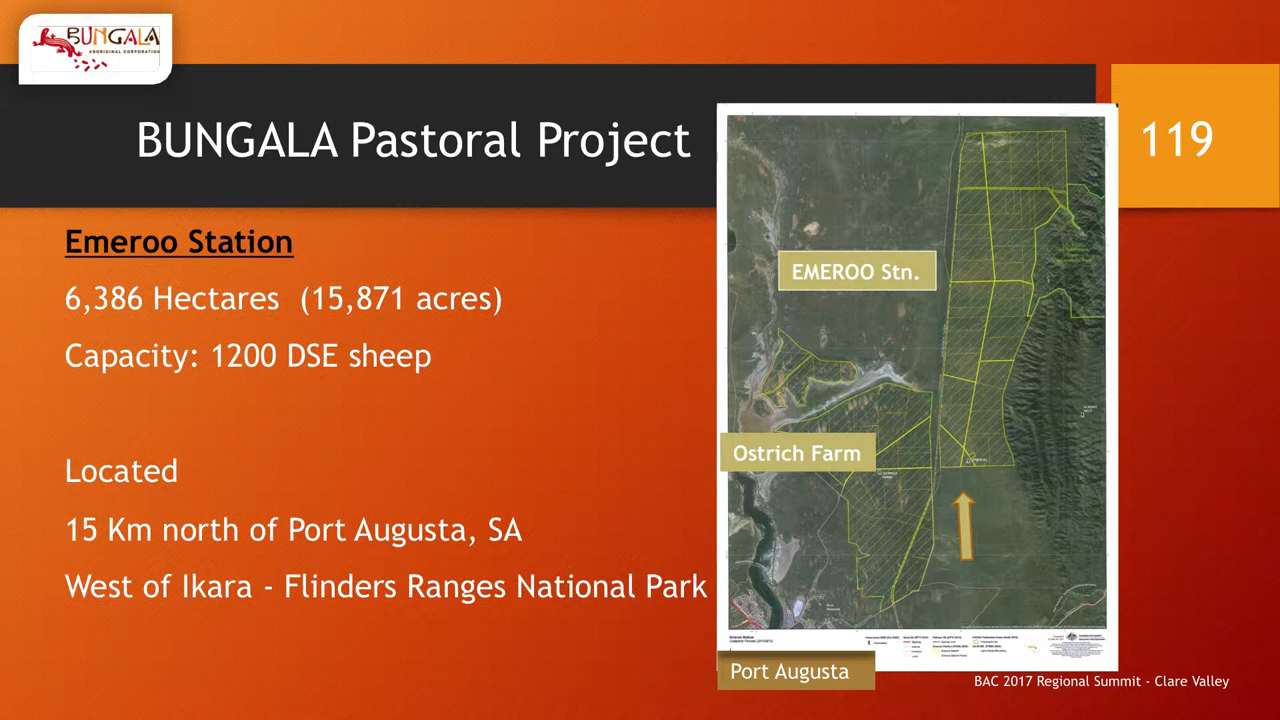 BUNGALA
ABORIGINAL CORPORATION
BUNGALA Pastoral Project
119
Emeroo Station
6,386 Hectares (15,871 acres)
Capacity: 1200 DSE sheep
Located
15 Km north of Port Augusta, SA
West of Ikara - Flinders Ranges National Park
EMEROO Stn.
Ostrich Farm
Emeroo Station
Port Augusta
BAC 2017 Regional Summit - Clare Valley